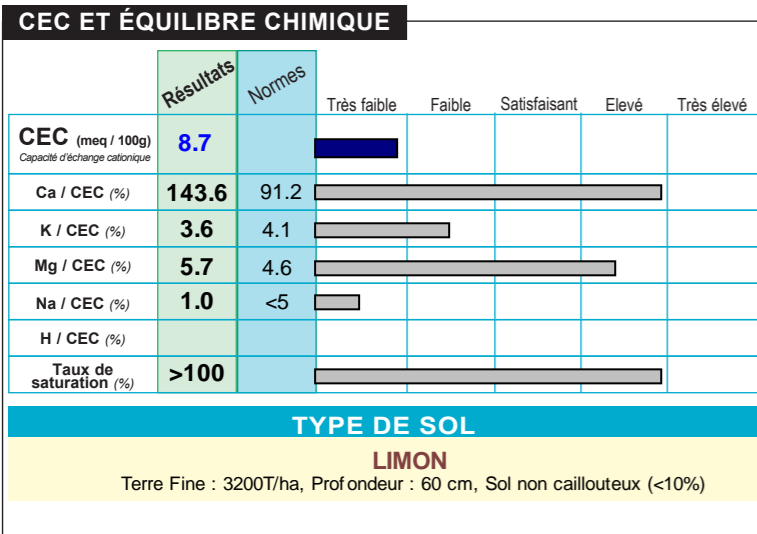 CEC ET ÉQUILIBRE CHIMIQUE
Résultats Normes Très faible Faible Satisfaisant Elevé Très élevé
CEC (meq / 100g) 8.7
Capacité d'échange cationique
Ca / CEC (%) 143.6 91.2
K / CEC (%) 3.6 4.1
Mg / CEC (%) 5.7 4.6
Na / CEC (%) 1.0 <5
H / CEC (%)
Taux de
saturation (%) >100
TYPE DE SOL
LIMON
Terre Fine : 3200T/ha, Profondeur : 60 cm, Sol non caillouteux (<10%)